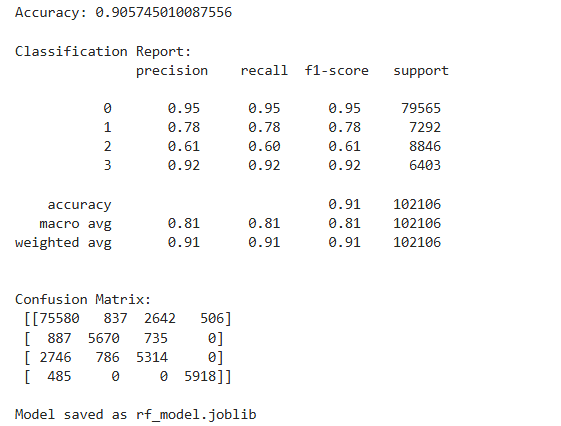 Accuracy: 0.905745010087556
Classification Report:
precision recall f1-score support
0 0.95 0.95 0.95 79565
1 0.78 0.78 0.78 7292
2 0.61 0.60 0.61 8846
3 0.92 0.92 0.92 6403
accuracy 0.91 102106
macro avg 0.81 0.81 0.81 102106
weighted avg 0.91 0.91 0.91 102106
Confusion Matrix:
[[75580 837 2642 506]
[ 887 5670 735 0]
[ 2746 786 5314 0]
[ 485 0 0 5918]]
Model saved as rf_model.joblib